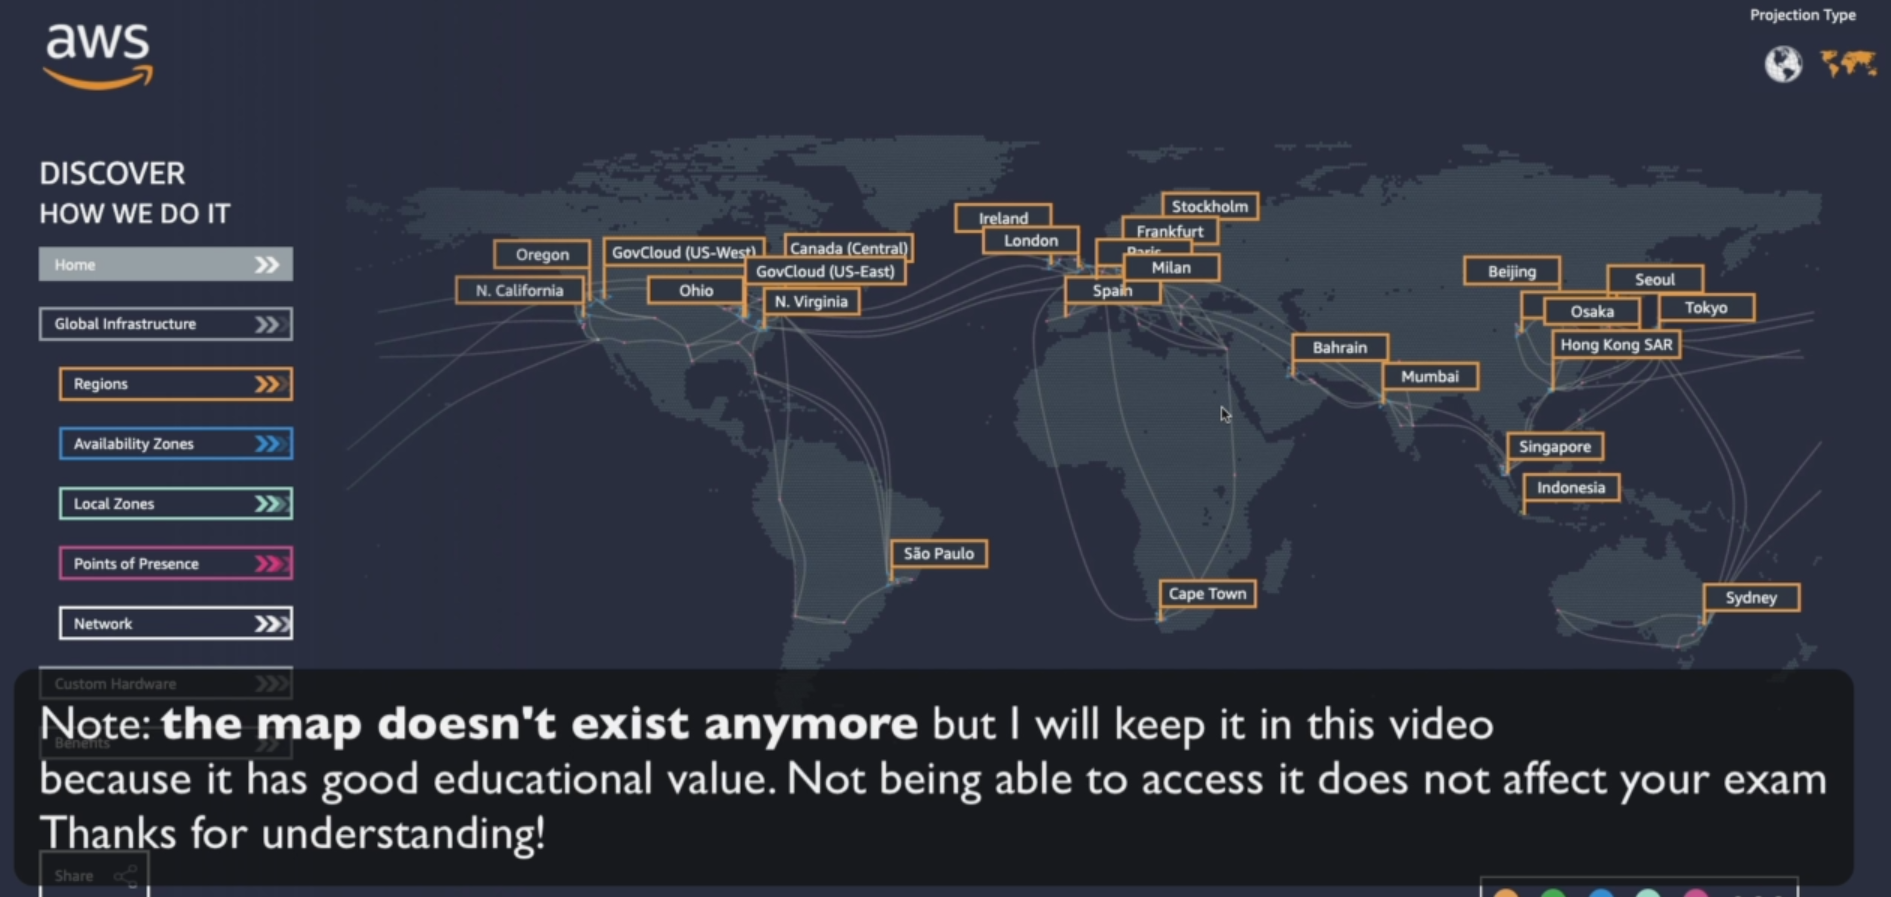 aws
Projection Type
DISCOVER
HOW WE DO IT
Home
Global Infrastructure
Regions
Availability Zones
Local Zones
Points of Presence
Network
Custom Hardware
Benefits
Share
Oregon
GovCloud (US-West)
Canada (Central)
GovCloud (US-East)
N. California
Ohio
N. Virginia
Ireland
London
Stockholm
Frankfurt
Paris
Milan
Spain
Beijing
Seoul
Osaka
Tokyo
Hong Kong SAR
Bahrain
Mumbai
Singapore
Indonesia
São Paulo
Cape Town
Sydney
Note: the map doesn't exist anymore but I will keep it in this video
because it has good educational value. Not being able to access it does not affect your exam
Thanks for understanding!